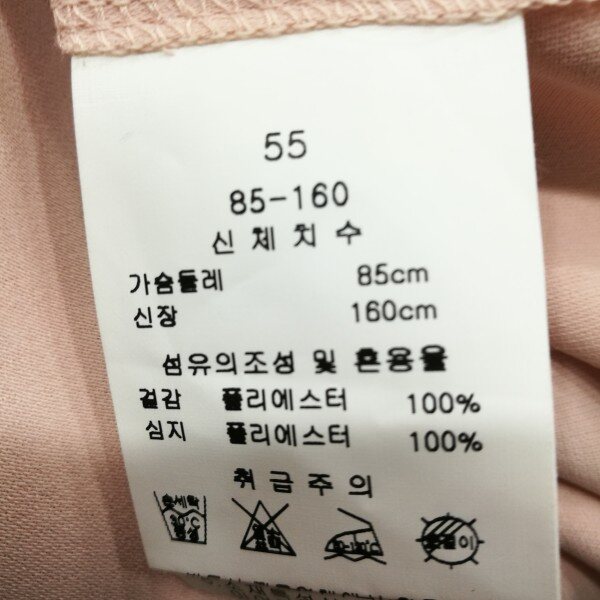 55
85-160
신체치수
가슴둘레 85cm
신장 160cm
섬유의조성 및 혼용율
겉감 폴리에스터 100%
심지 폴리에스터 100%
취급주의